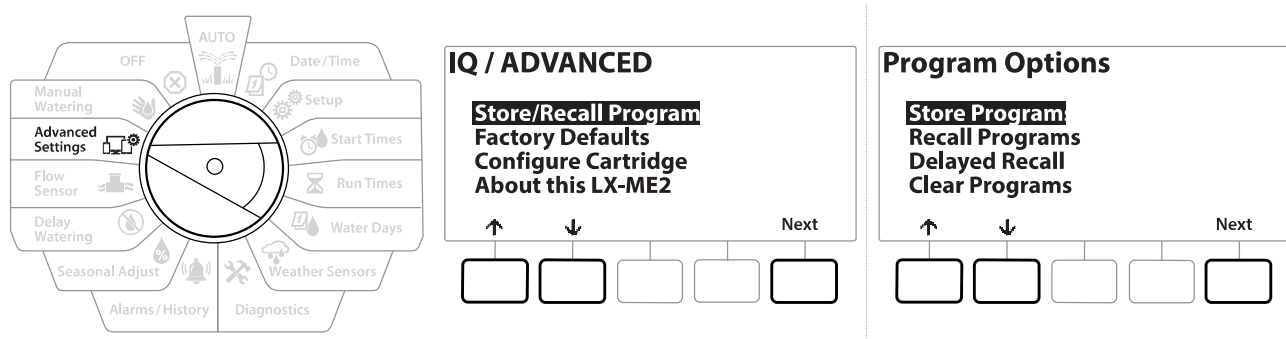 AUTO
OFF
Date/Time
Manual
Watering
Setup
Advanced
Settings
Start Times
Flow
Sensor
Run Times
Delay
Watering
Water Days
Seasonal Adjust
Weather Sensors
Alarms/History
Diagnostics
IQ / ADVANCED
Store/Recall Program
Factory Defaults
Configure Cartridge
About this LX-ME2
Next
Program Options
Store Programs
Recall Programs
Delayed Recall
Clear Programs
Next